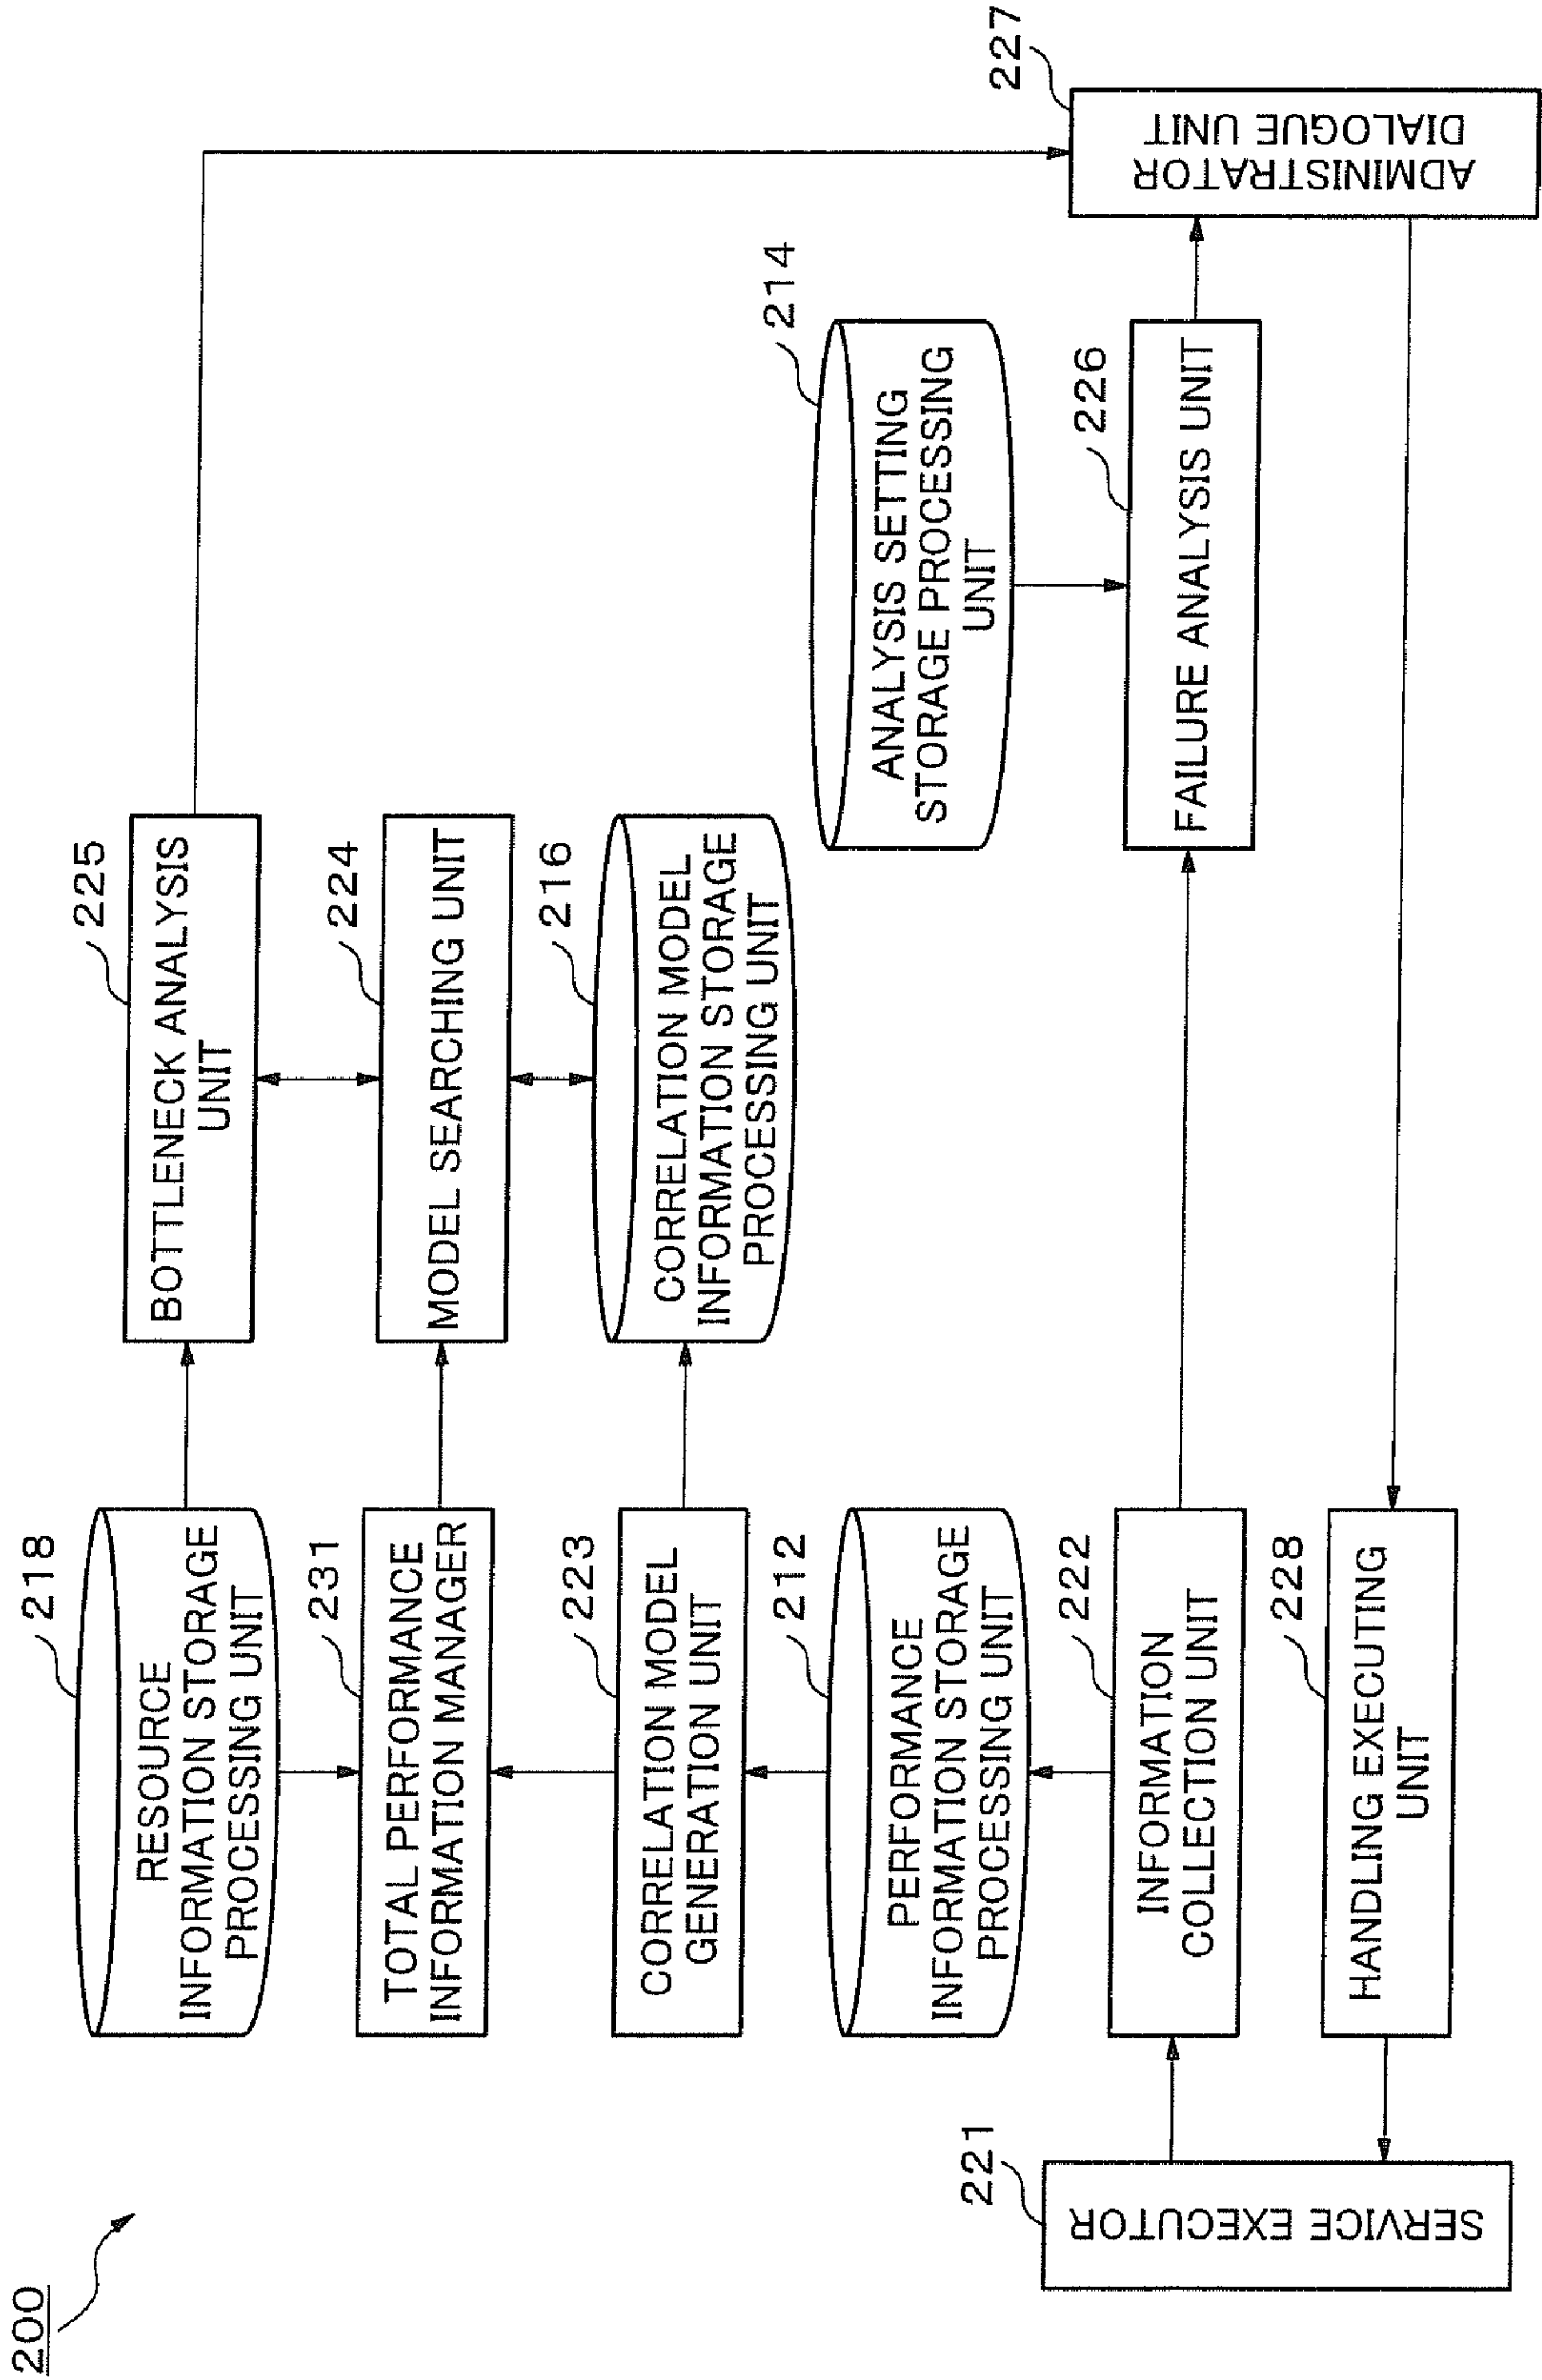 200
218
RESOURCE
INFORMATION STORAGE
PROCESSING UNIT
225
BOTTLENECK ANALYSIS
UNIT
231
TOTAL PERFORMANCE
INFORMATION MANAGER
224
MODEL SEARCHING UNIT
223
CORRELATION MODEL
GENERATION UNIT
216
CORRELATION MODEL
INFORMATION STORAGE
PROCESSING UNIT
212
PERFORMANCE
INFORMATION STORAGE
PROCESSING UNIT
214
ANALYSIS SETTING
STORAGE PROCESSING
UNIT
221
SERVICE EXECUTOR
222
INFORMATION
COLLECTION UNIT
226
FAILURE ANALYSIS UNIT
227
ADMINISTRATOR
DIALOGUE UNIT
228
HANDLING EXECUTING
UNIT